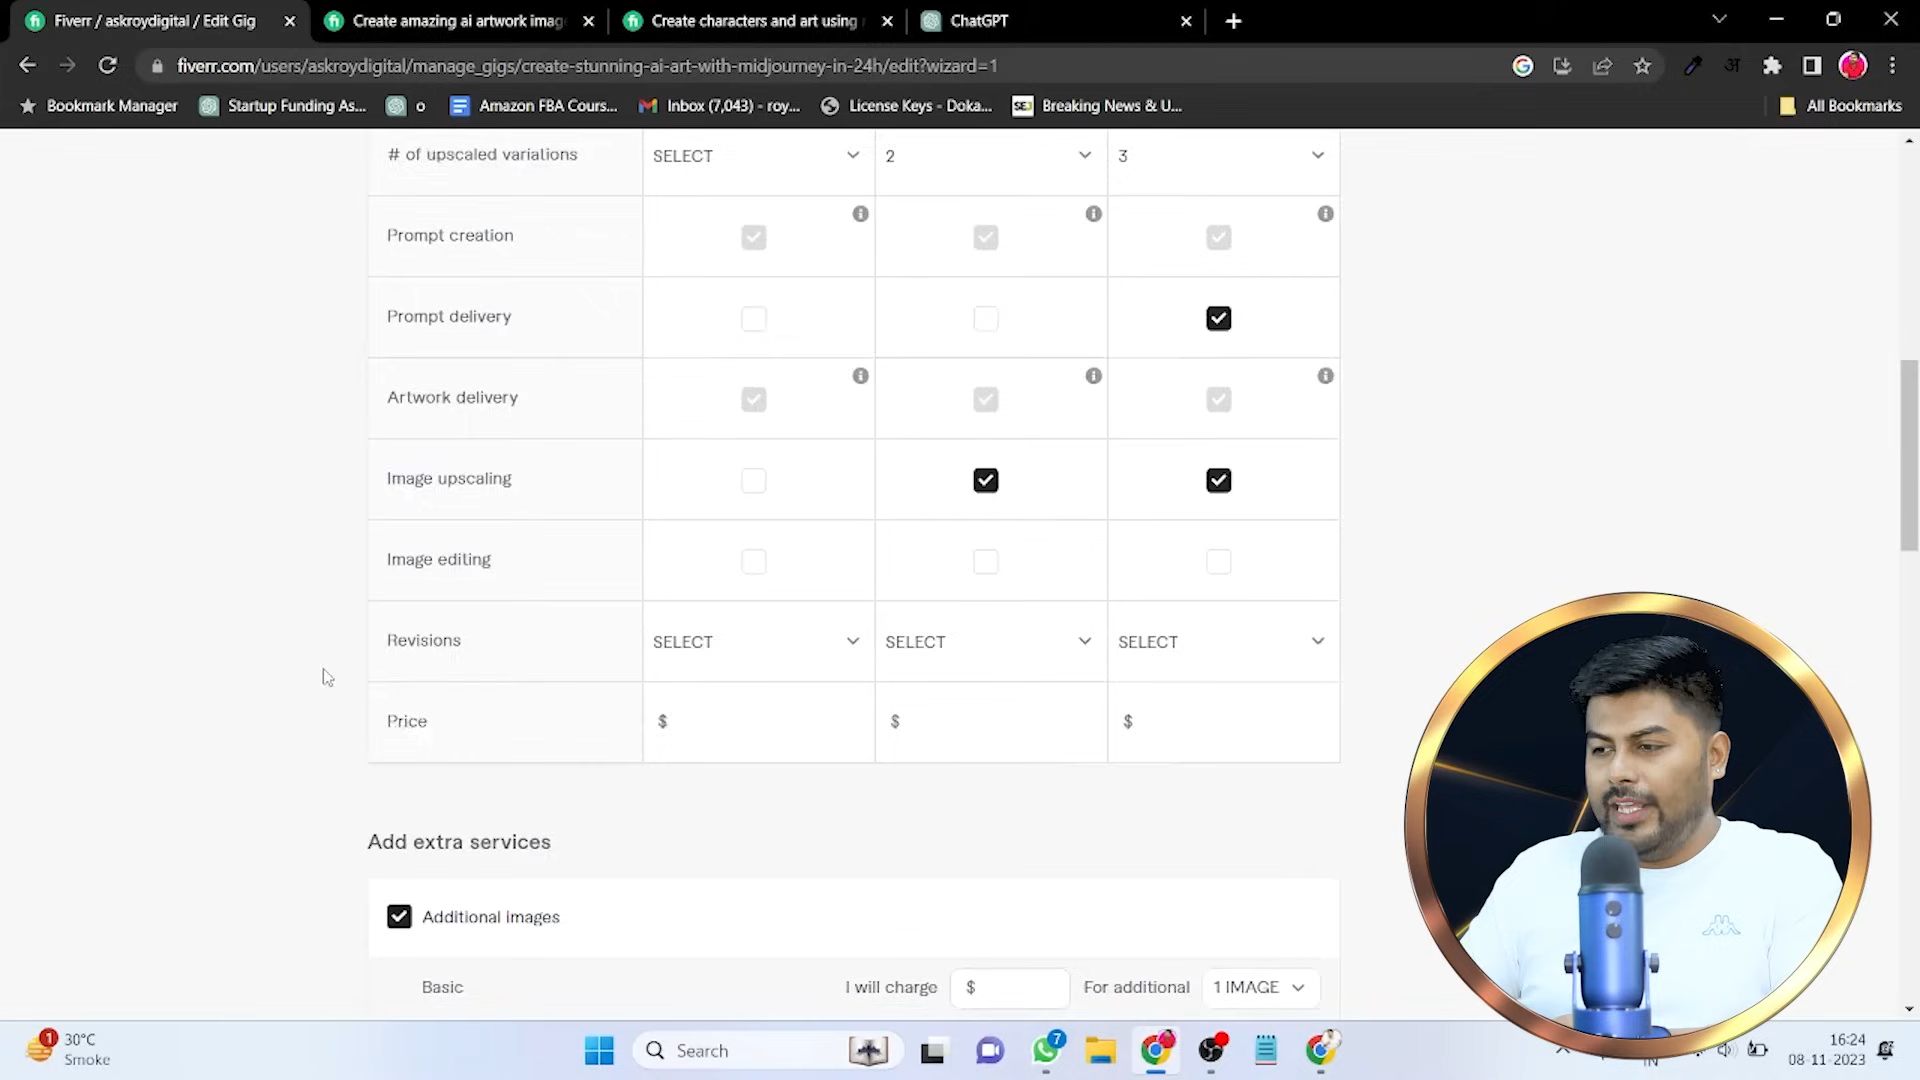 Fiverr / askroydigital / Edit Gig
Create amazing ai artwork imag
Create characters and art using
ChatGPT
fiverr.com/users/askroydigital/manage_gigs/create-stunning-ai-art-with-midjourney-in-24h/edit?wizard=1
Bookmark Manager
Startup Funding As...
o
Amazon FBA Cours...
Inbox (7,043) - roy...
License Keys - Doka...
SEJ
Breaking News & U...
All Bookmarks
# of upscaled variations
SELECT
2
3
Prompt creation
Prompt delivery
Artwork delivery
Image upscaling
Image editing
Revisions
SELECT
SELECT
SELECT
Price
$
$
$
Add extra services
Additional images
Basic
I will charge
$
For additional
1 IMAGE
1
30°C
Smoke
Search
7
IN
16:24
08-11-2023